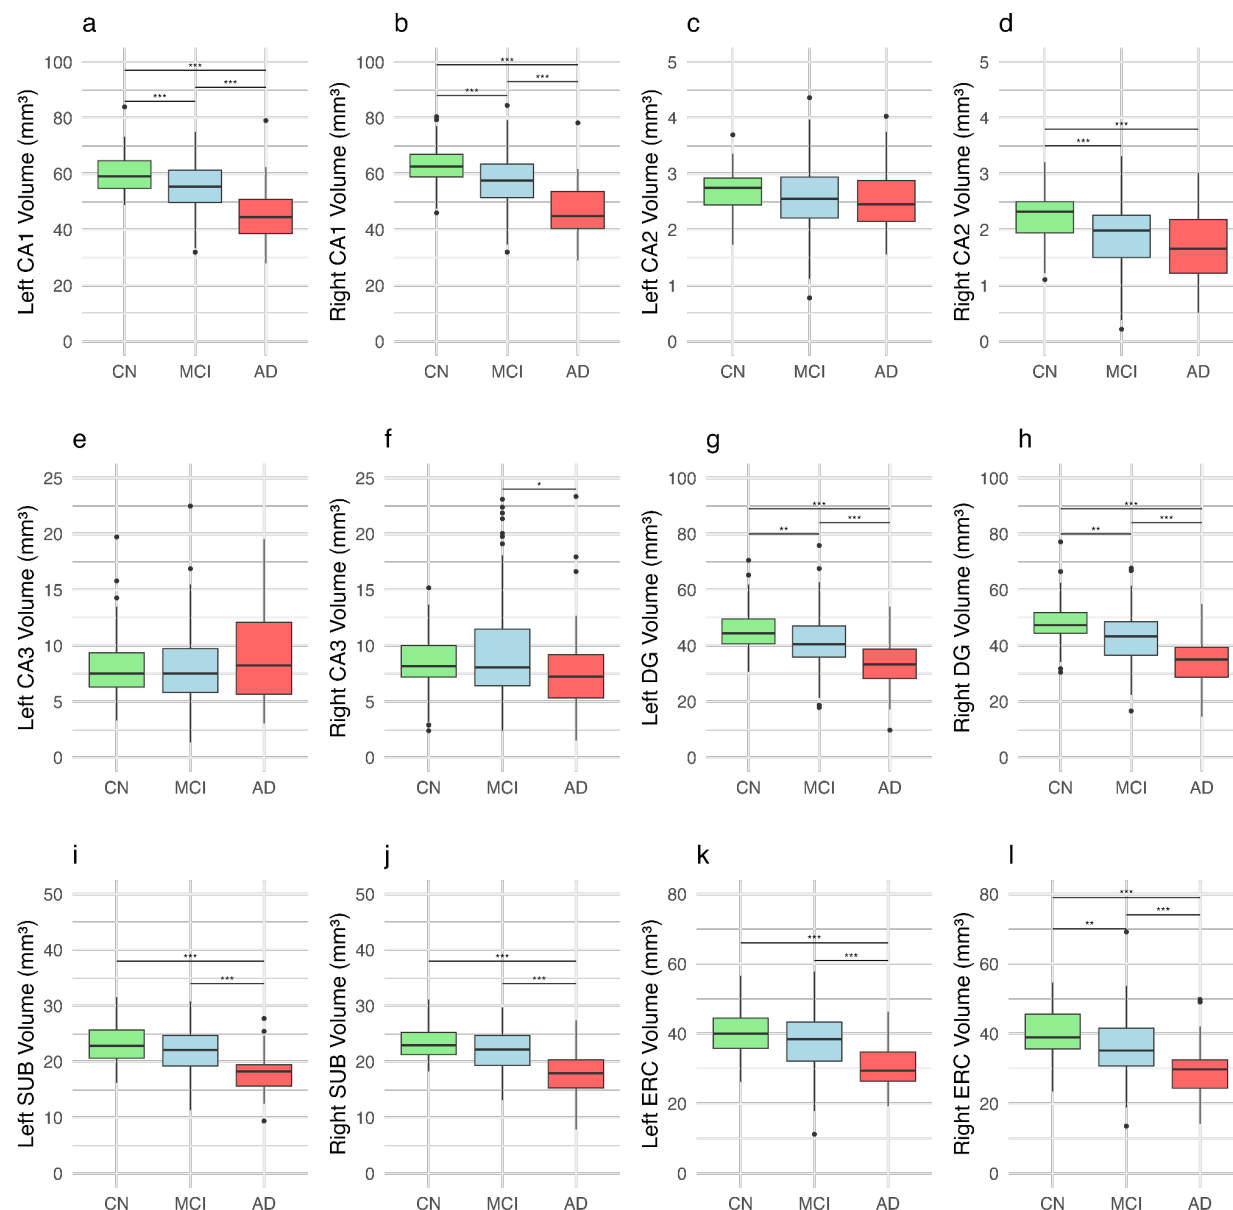 a
Left CA1 Volume (mm³)
100
80
60
40
20
0
***
***
***
CN MCI AD
b
Right CA1 Volume (mm³)
100
80
60
40
20
0
***
***
***
CN MCI AD
c
Left CA2 Volume (mm³)
5
4
3
2
1
0
CN MCI AD
d
Right CA2 Volume (mm³)
5
4
3
2
1
0
***
***
CN MCI AD
e
Left CA3 Volume (mm³)
25
20
15
10
5
0
CN MCI AD
f
Right CA3 Volume (mm³)
25
20
15
10
5
0
*
CN MCI AD
g
Left DG Volume (mm³)
100
80
60
40
20
0
***
***
**
CN MCI AD
h
Right DG Volume (mm³)
100
80
60
40
20
0
***
***
**
CN MCI AD
i
Left SUB Volume (mm³)
50
40
30
20
10
0
***
***
CN MCI AD
j
Right SUB Volume (mm³)
50
40
30
20
10
0
***
***
CN MCI AD
k
Left ERC Volume (mm³)
80
60
40
20
0
***
***
CN MCI AD
l
Right ERC Volume (mm³)
80
60
40
20
0
***
***
**
CN MCI AD